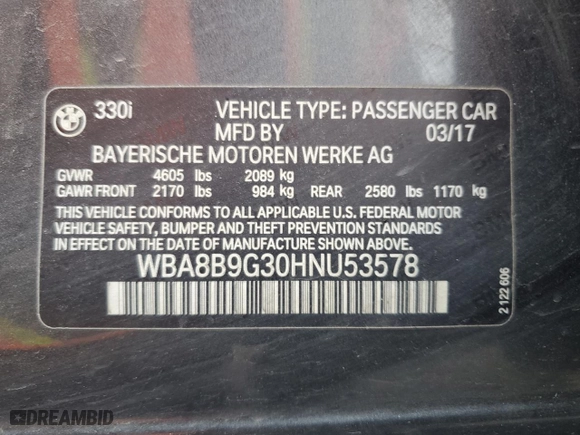 330i VEHICLE TYPE: PASSENGER CAR
MFD BY 03/17
BAYERISCHE MOTOREN WERKE AG
GVWR 4605 lbs 2089 kg
GAWR FRONT 2170 lbs 984 kg REAR 2580 lbs 1170 kg
THIS VEHICLE CONFORMS TO ALL APPLICABLE U.S. FEDERAL MOTOR
VEHICLE SAFETY, BUMPER AND THEFT PREVENTION STANDARDS
IN EFFECT ON THE DATE OF MANUFACTURE SHOWN ABOVE.
WBA8B9G30HNU53578
2 122 606
DREAMBID